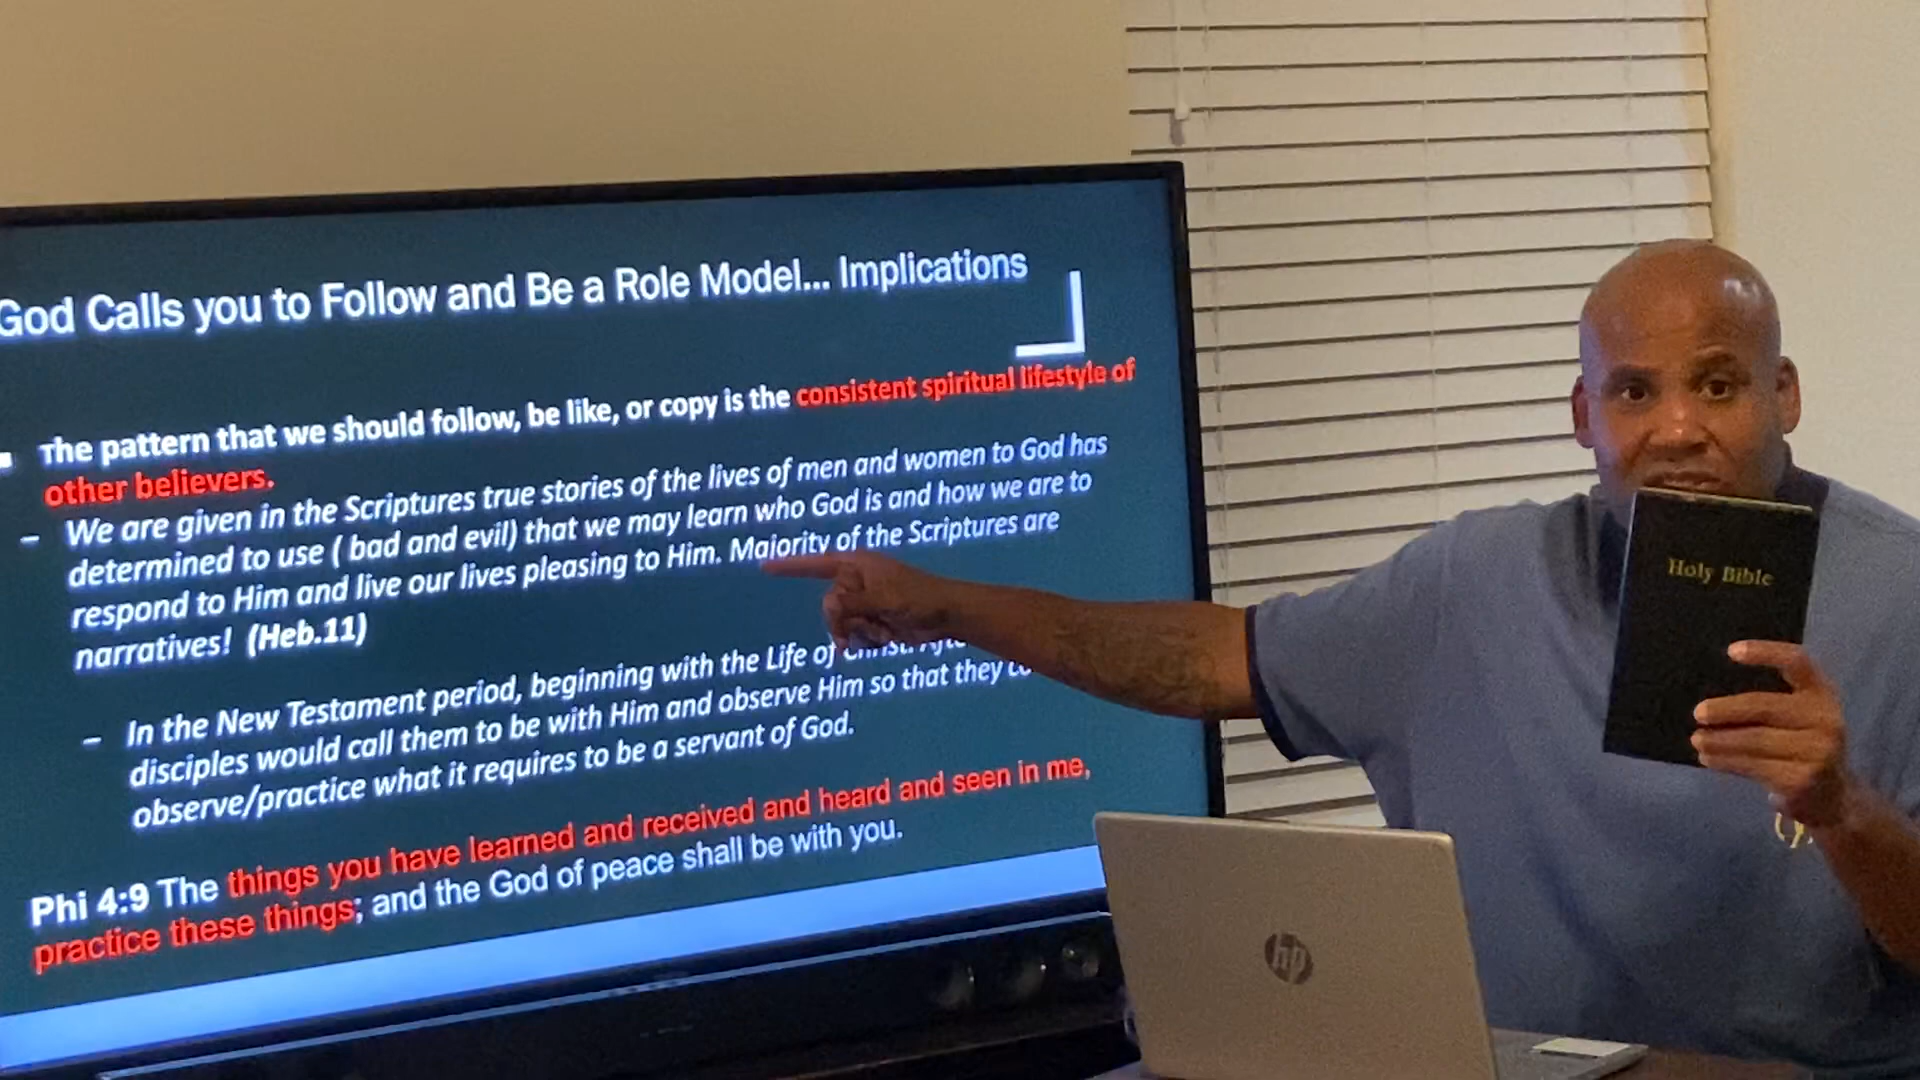 God Calls you to Follow and Be a Role Model... Implications
The pattern that we should follow, be like, or copy is the consistent spiritual lifestyle of
other believers.
– We are given in the Scriptures true stories of the lives of men and women to God has
determined to use ( bad and evil) that we may learn who God is and how we are to
respond to Him and live our lives pleasing to Him. Majority of the Scriptures are
narratives! (Heb.11)
– In the New Testament period, beginning with the Life of Christ.
disciples would call them to be with Him and observe Him so that they
observe/practice what it requires to be a servant of God.
Phi 4:9 The things you have learned and received and heard and seen in me,
practice these things; and the God of peace shall be with you.
Holy Bible
hp